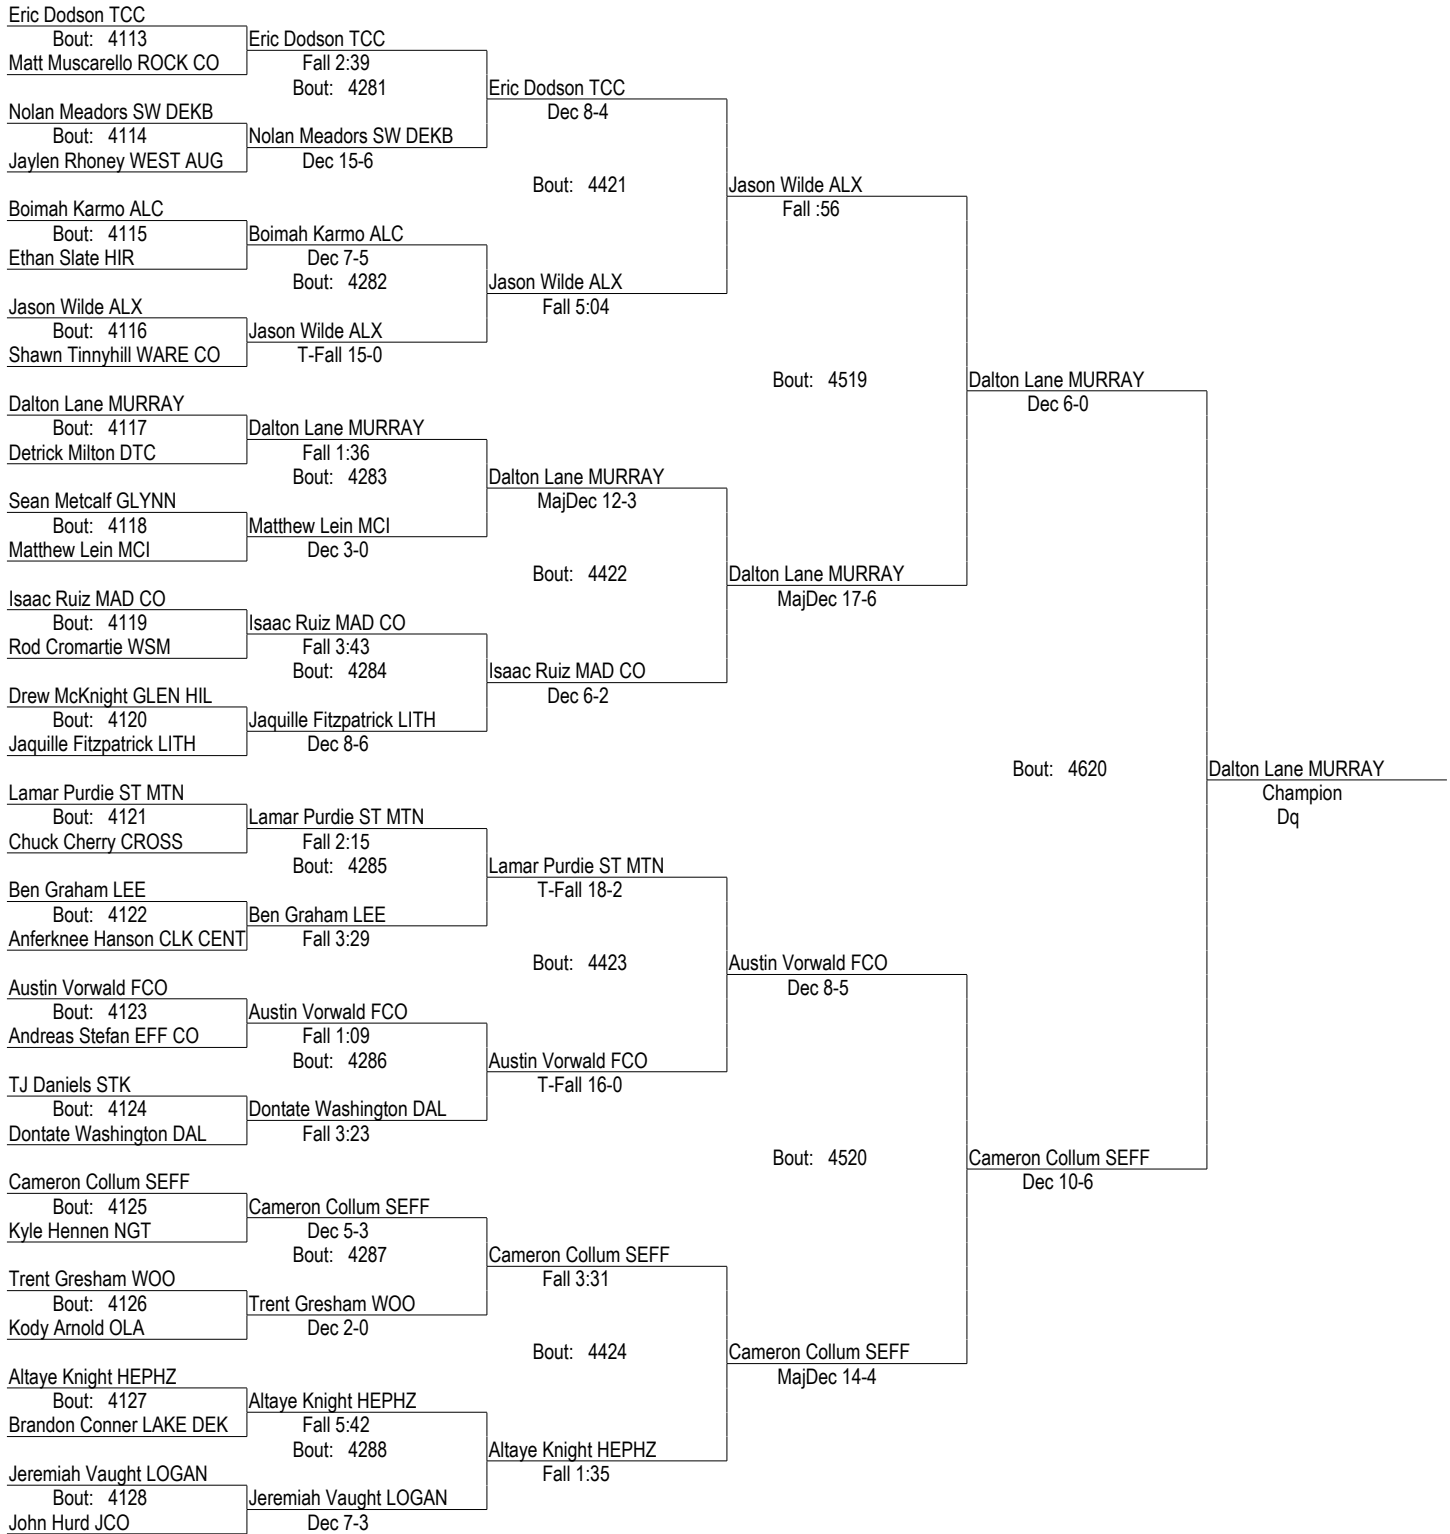 Eric Dodson TCC
Bout: 4113
Matt Muscarello ROCK CO
Nolan Meadors SW DEKB
Bout: 4114
Jaylen Rhoney WEST AUG
Boimah Karmo ALC
Bout: 4115
Ethan Slate HIR
Jason Wilde ALX
Bout: 4116
Shawn Tinnyhill WARE CO
Dalton Lane MURRAY
Bout: 4117
Detrick Milton DTC
Sean Metcalf GLYNN
Bout: 4118
Matthew Lein MCI
Isaac Ruiz MAD CO
Bout: 4119
Rod Cromartie WSM
Drew McKnight GLEN HIL
Bout: 4120
Jaquille Fitzpatrick LITH
Lamar Purdie ST MTN
Bout: 4121
Chuck Cherry CROSS
Ben Graham LEE
Bout: 4122
Anferknee Hanson CLK CENT
Austin Vorwald FCO
Bout: 4123
Andreas Stefan EFF CO
TJ Daniels STK
Bout: 4124
Dontate Washington DAL
Cameron Collum SEFF
Bout: 4125
Kyle Hennen NGT
Trent Gresham WOO
Bout: 4126
Kody Arnold OLA
Altaye Knight HEPHZ
Bout: 4127
Brandon Conner LAKE DEK
Jeremiah Vaught LOGAN
Bout: 4128
John Hurd JCO
Eric Dodson TCC
Fall 2:39
Bout: 4281
Nolan Meadors SW DEKB
Dec 15-6
Boimah Karmo ALC
Dec 7-5
Bout: 4282
Jason Wilde ALX
T-Fall 15-0
Dalton Lane MURRAY
Fall 1:36
Bout: 4283
Matthew Lein MCI
Dec 3-0
Isaac Ruiz MAD CO
Fall 3:43
Bout: 4284
Jaquille Fitzpatrick LITH
Dec 8-6
Lamar Purdie ST MTN
Fall 2:15
Bout: 4285
Ben Graham LEE
Fall 3:29
Austin Vorwald FCO
Fall 1:09
Bout: 4286
Dontate Washington DAL
Fall 3:23
Cameron Collum SEFF
Dec 5-3
Bout: 4287
Trent Gresham WOO
Dec 2-0
Altaye Knight HEPHZ
Fall 5:42
Bout: 4288
Jeremiah Vaught LOGAN
Dec 7-3
Eric Dodson TCC
Dec 8-4
Bout: 4421
Jason Wilde ALX
Fall 5:04
Dalton Lane MURRAY
MajDec 12-3
Bout: 4422
Isaac Ruiz MAD CO
Dec 6-2
Lamar Purdie ST MTN
T-Fall 18-2
Bout: 4423
Austin Vorwald FCO
T-Fall 16-0
Cameron Collum SEFF
Fall 3:31
Bout: 4424
Altaye Knight HEPHZ
Fall 1:35
Jason Wilde ALX
Fall :56
Bout: 4519
Dalton Lane MURRAY
MajDec 17-6
Austin Vorwald FCO
Dec 8-5
Bout: 4520
Cameron Collum SEFF
MajDec 14-4
Dalton Lane MURRAY
Dec 6-0
Bout: 4620
Cameron Collum SEFF
Dec 10-6
Dalton Lane MURRAY
Champion
Dq